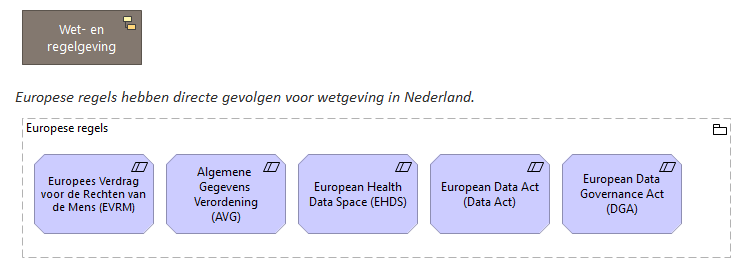 Wet- en
regelgeving
Europese regels hebben directe gevolgen voor wetgeving in Nederland.
Europese regels
Europees Verdrag
voor de Rechten van
de Mens (EVRM)
Algemene
Gegevens
Verordening
(AVG)
European Health
Data Space (EHDS)
European Data Act
(Data Act)
European Data
Governance Act
(DGA)